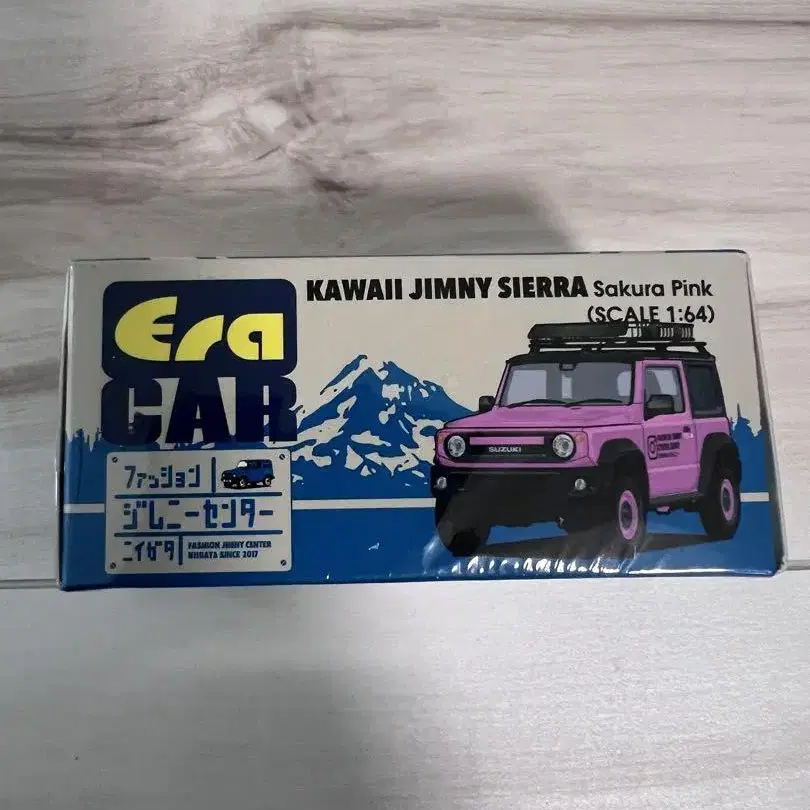 Era
CAR
KAWAII JIMNY SIERRA Sakura Pink
(SCALE 1:64)
SUZUKI
ファッション
ジムニーセンター
ニイガタ
FASHION JIMNY CENTER
NIIGATA SINCE 2017